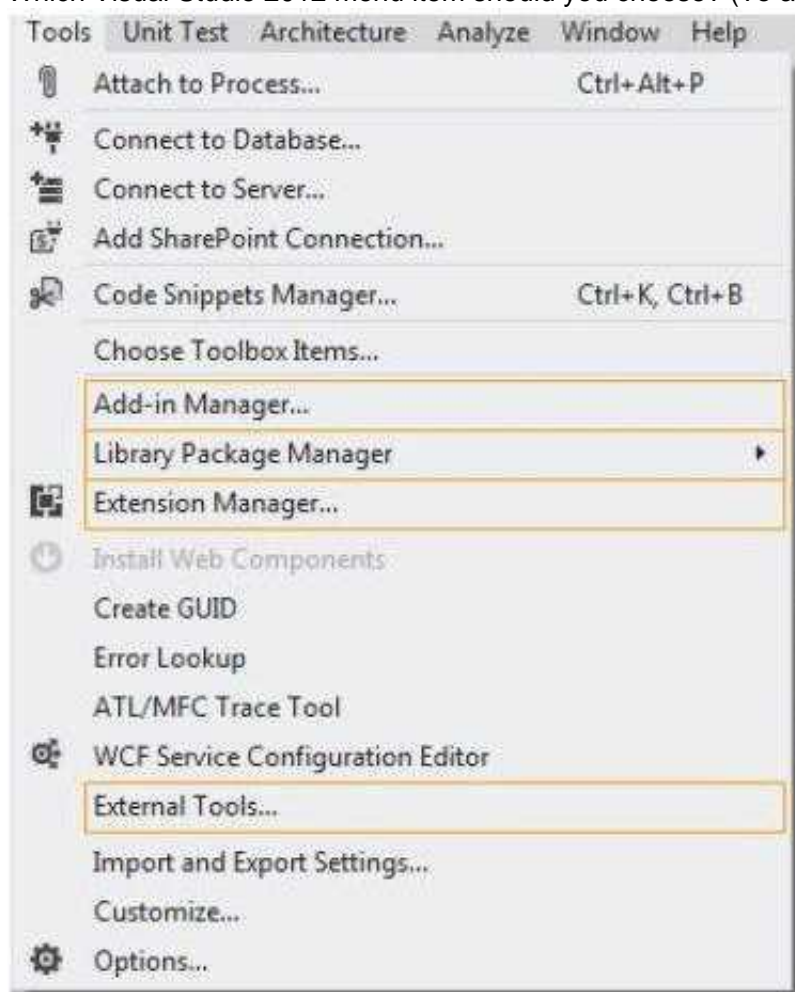 Tools Unit Test Architecture Analyze Window Help
Attach to Process... Ctrl+Alt+P
Connect to Database...
Connect to Server...
Add SharePoint Connection...
Code Snippets Manager... Ctrl+K, Ctrl+B
Choose Toolbox Items...
Add-in Manager...
Library Package Manager
Extension Manager...
Install Web Components
Create GUID
Error Lookup
ATL/MFC Trace Tool
WCF Service Configuration Editor
External Tools...
Import and Export Settings...
Customize...
Options...